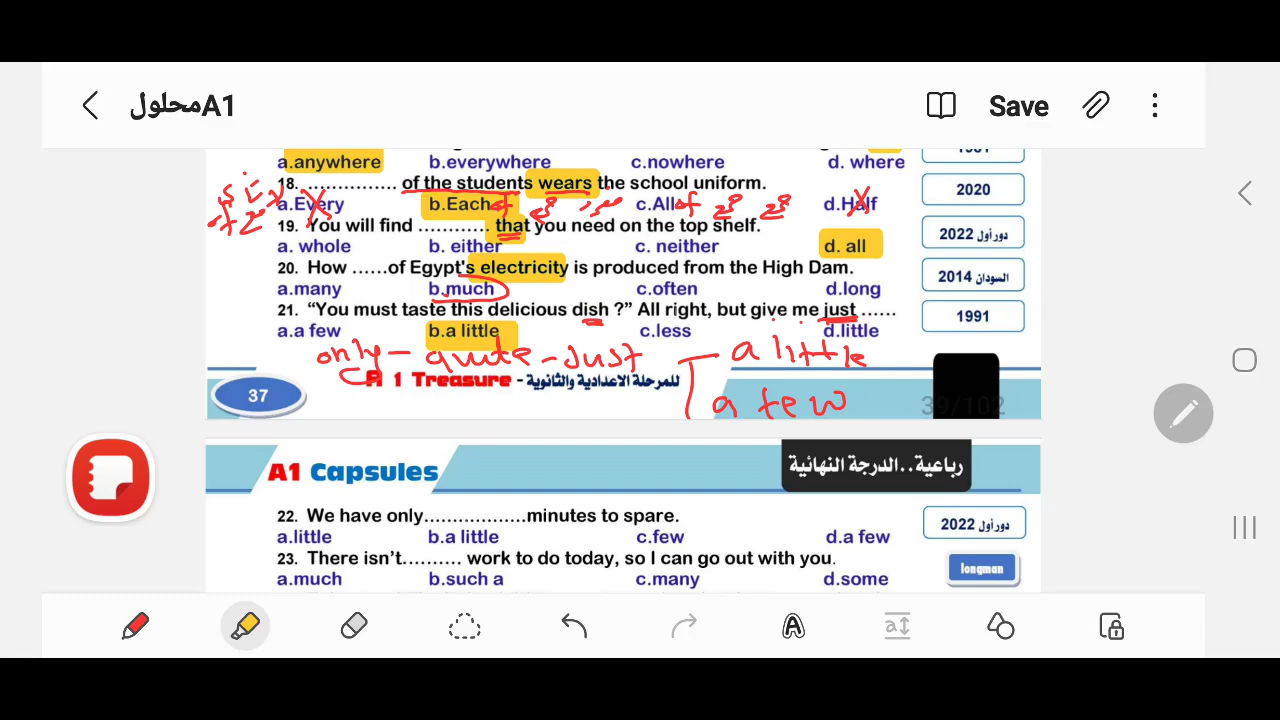 محلولA1
Save
a.anywhere b.everywhere c.nowhere d. where
18. ................ of the students wears the school uniform. 2020
a.Every b.Each c.All d.Half
of of
19. You will find ............ that you need on the top shelf. دور أول 2022
a. whole b. either c. neither d. all
20. How ......of Egypt's electricity is produced from the High Dam. السودان 2014
a.many b.much c.often d.long
21. “You must taste this delicious dish ?” All right, but give me just ...... 1991
a.a few b.a little c.less d.little
only - quite - Just a little
a few
37 A 1 Treasure - للمرحلة الاعدادية والثانوية
39/102
A1 Capsules رباعية..الدرجة النهائية
22. We have only.................minutes to spare. دور أول 2022
a.little b.a little c.few d.a few
23. There isn't.......... work to do today, so I can go out with you. longman
a.much b.such a c.many d.some